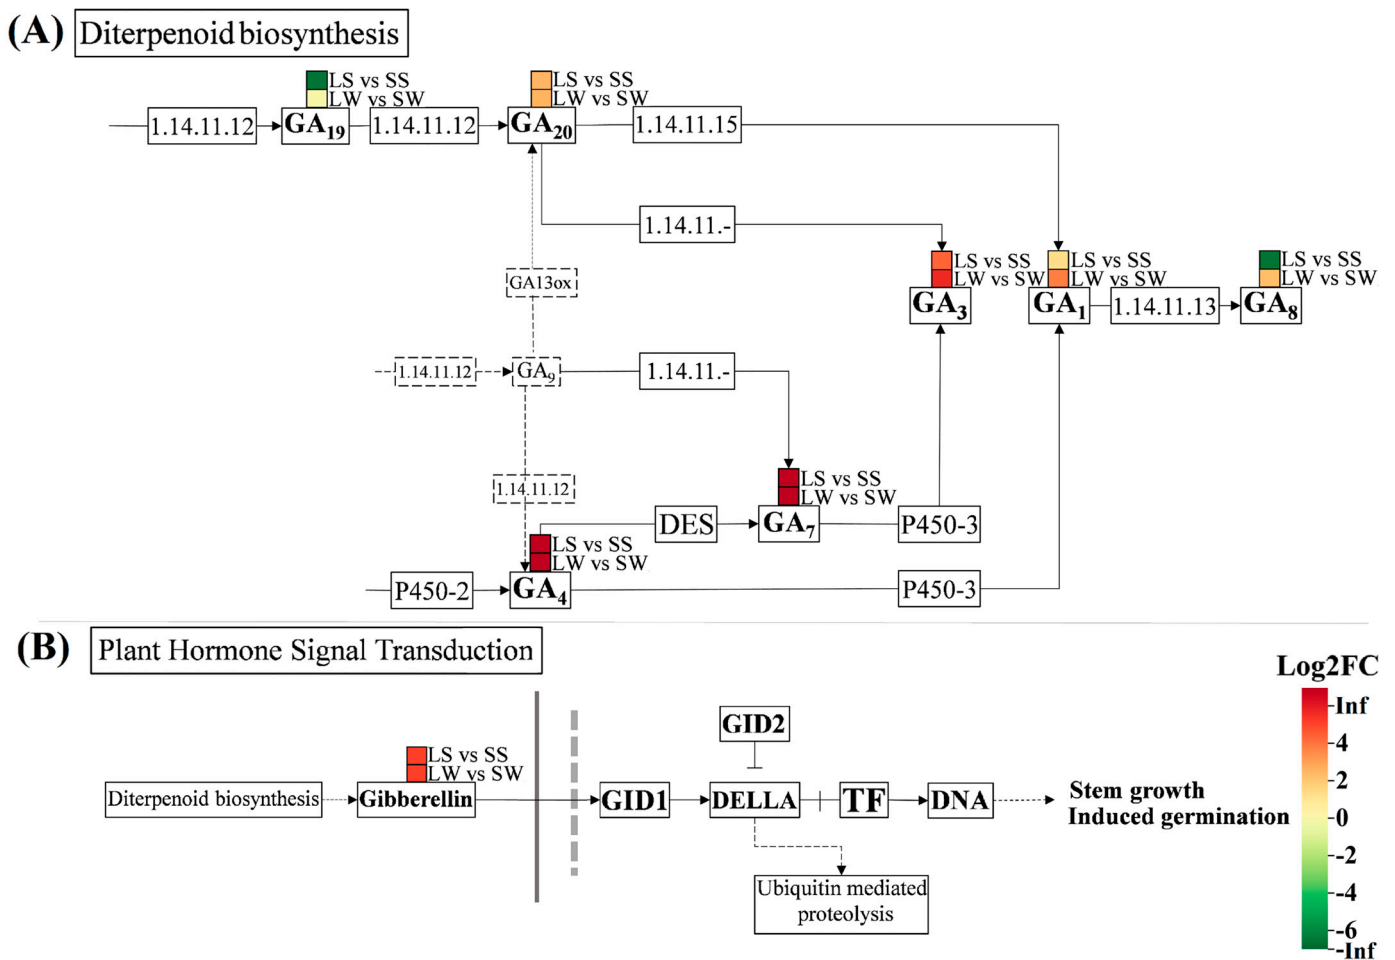 (A) Diterpenoid biosynthesis
LS vs SS
LW vs SW
LS vs SS
LW vs SW
1.14.11.12
GA19
1.14.11.12
GA20
1.14.11.15
1.14.11.-
LS vs SS
LW vs SW
LS vs SS
LW vs SW
LS vs SS
LW vs SW
GA13ox
GA3
GA1
1.14.11.13
GA8
1.14.11.12
GA9
1.14.11.-
LS vs SS
LW vs SW
1.14.11.12
DES
GA7
P450-3
LS vs SS
LW vs SW
P450-2
GA4
P450-3
(B) Plant Hormone Signal Transduction
Log2FC
Inf
4
2
0
-2
-4
-6
-Inf
GID2
LS vs SS
LW vs SW
Diterpenoid biosynthesis
Gibberellin
GID1
DELLA
TF
DNA
Stem growth
Induced germination
Ubiquitin mediated
proteolysis